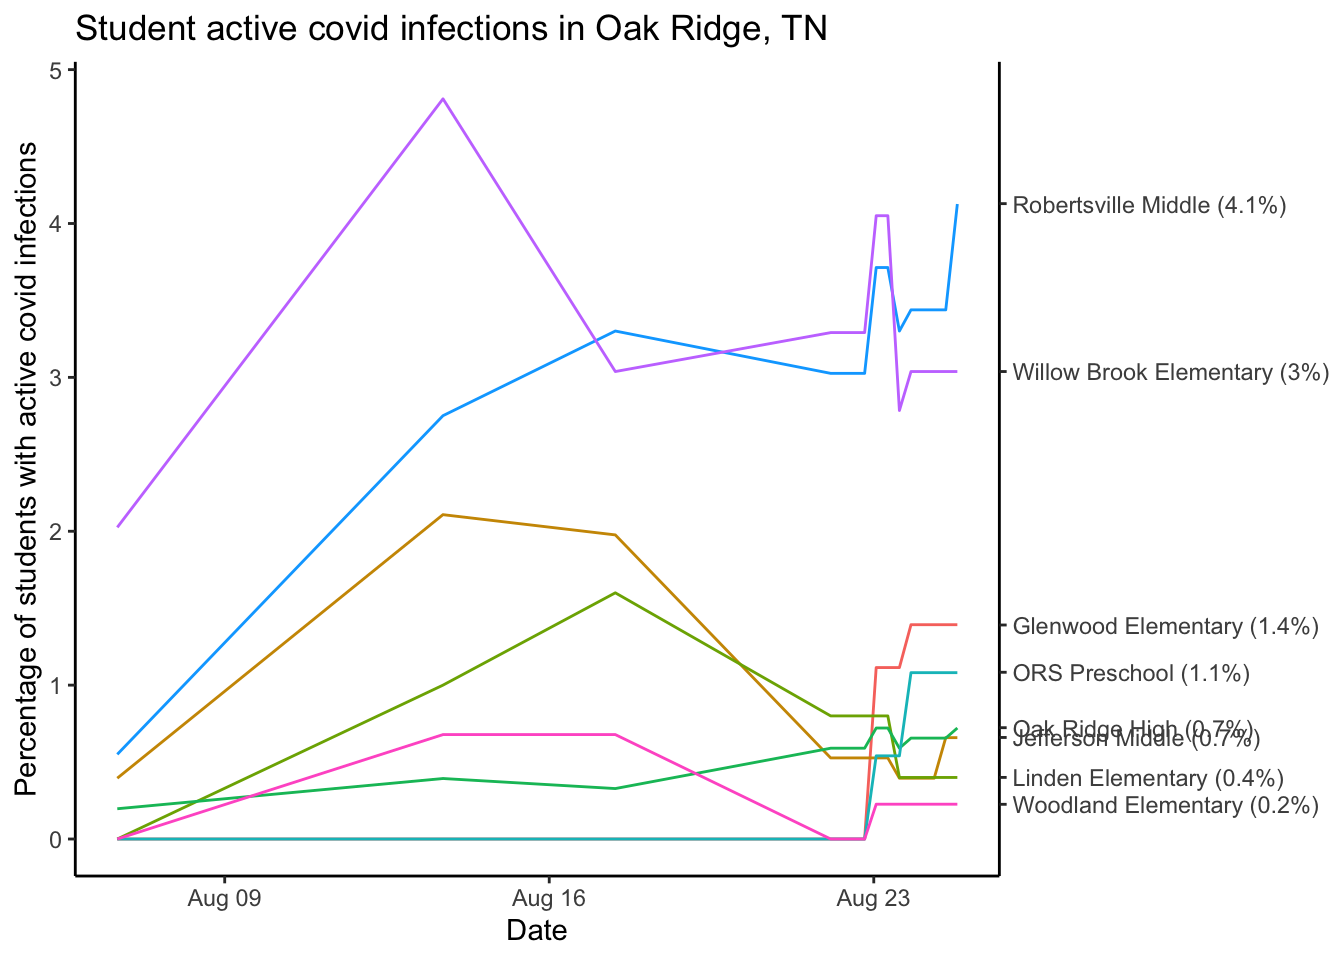 Student active covid infections in Oak Ridge, TN
Percentage of students with active covid infections
5
4
3
2
1
0
Aug 09
Aug 16
Aug 23
Date
Robertsville Middle (4.1%)
Willow Brook Elementary (3%)
Glenwood Elementary (1.4%)
ORS Preschool (1.1%)
Oak Ridge High (0.7%)
Jefferson Middle (0.7%)
Linden Elementary (0.4%)
Woodland Elementary (0.2%)